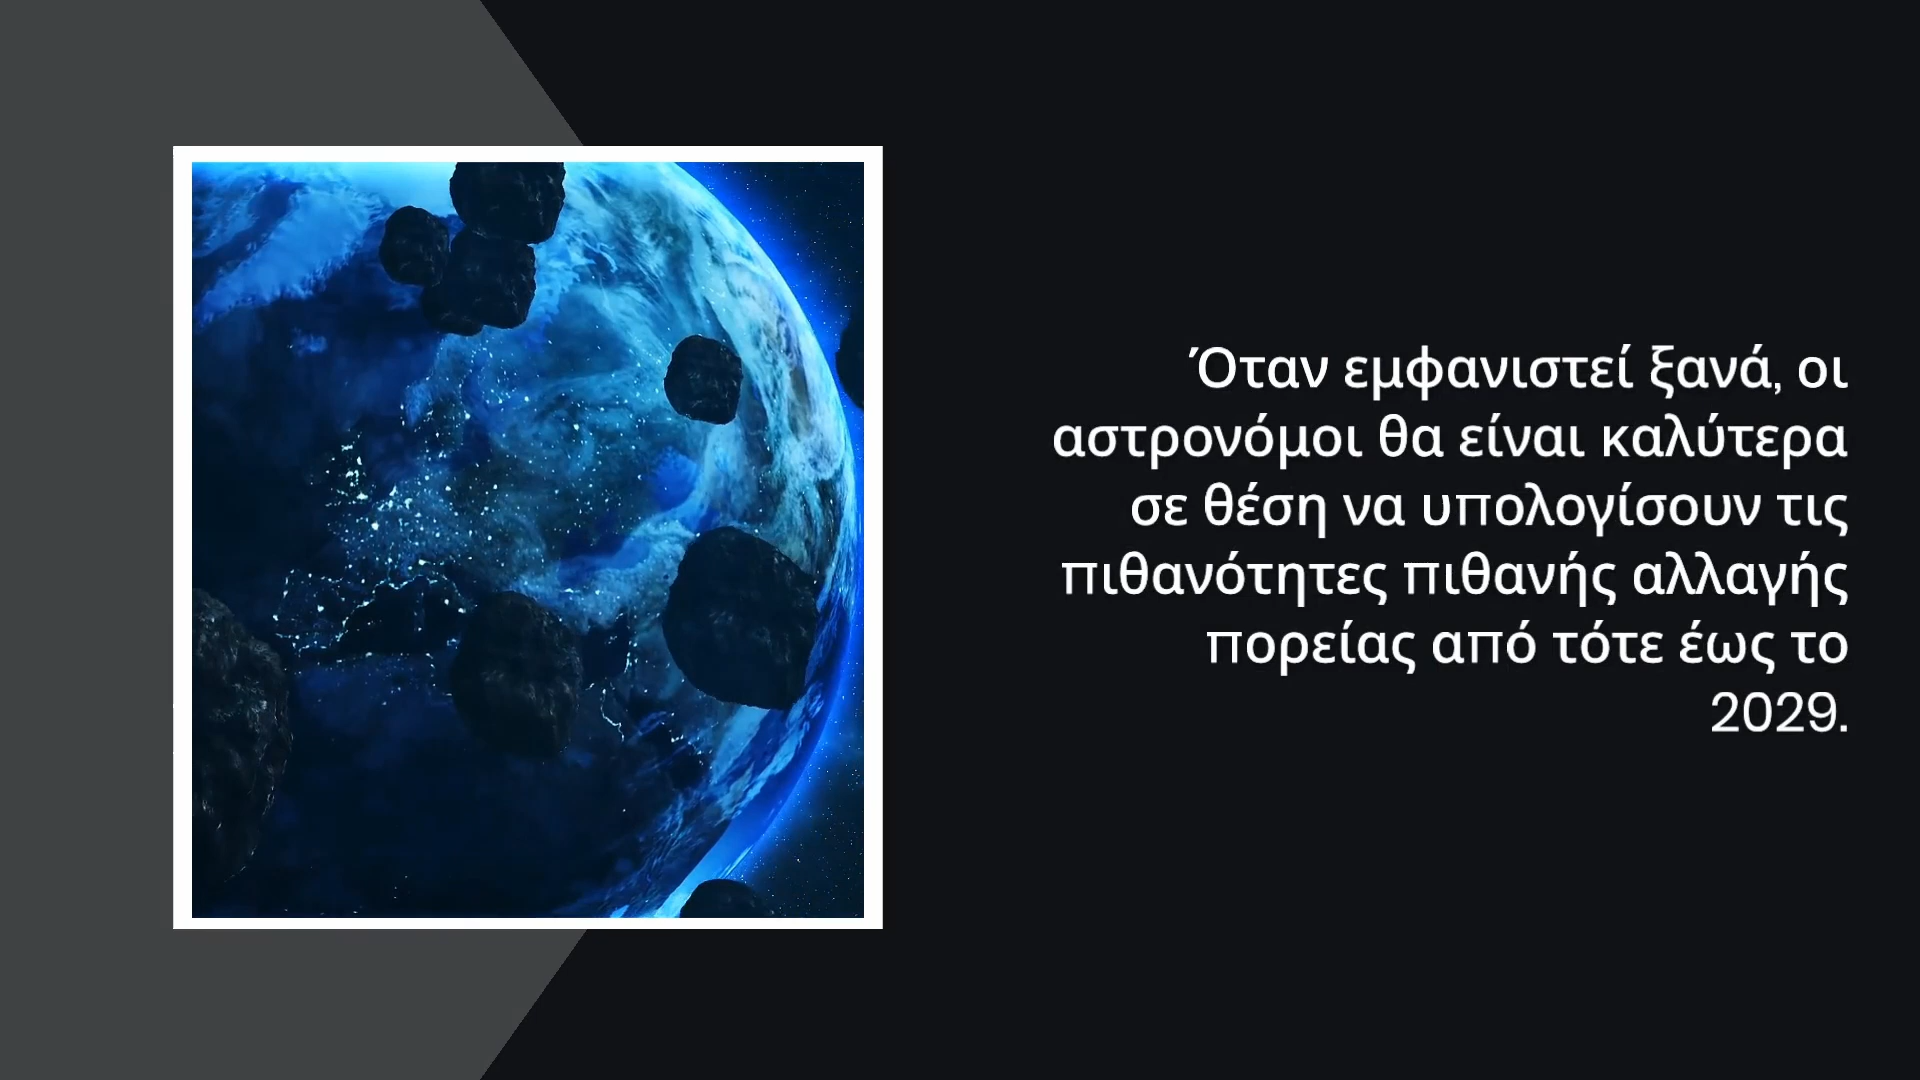 Όταν εμφανιστεί ξανά, οι
αστρονόμοι θα είναι καλύτερα
σε θέση να υπολογίσουν τις
πιθανότητες πιθανής αλλαγής
πορείας από τότε έως το
2029.